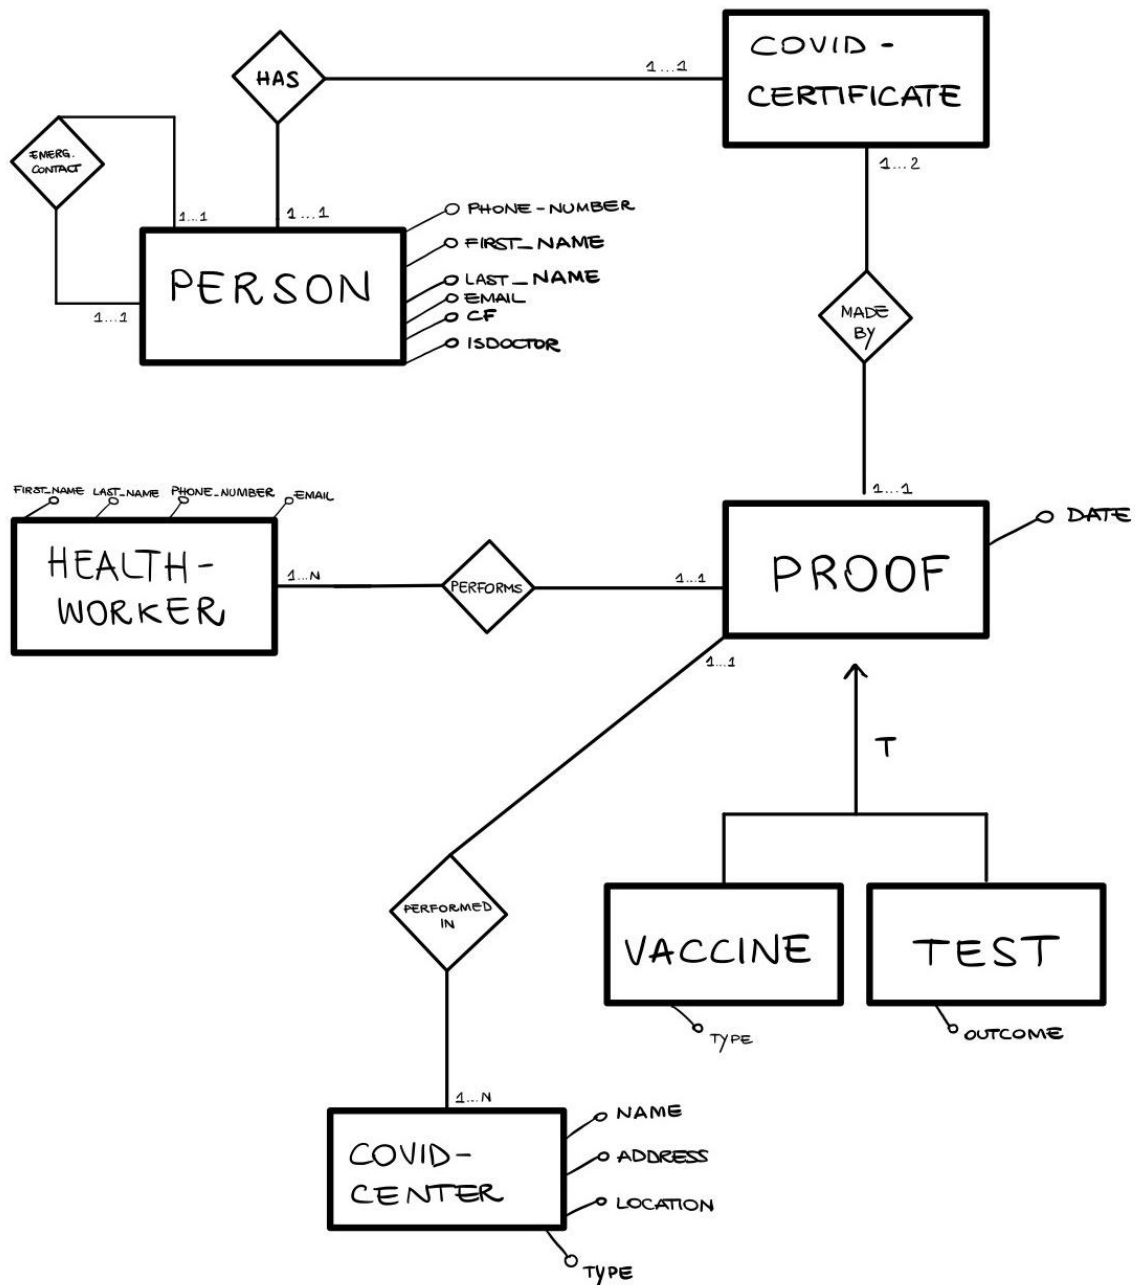 COVID-
CERTIFICATE
HAS
1...1
1...2
EMERG.
CONTACT
1...1
1...1
PERSON
1...1
PHONE-NUMBER
FIRST_NAME
LAST_NAME
EMAIL
CF
ISDOCTOR
MADE
BY
1...1
PROOF
DATE
FIRST_NAME
LAST_NAME
PHONE_NUMBER
EMAIL
HEALTH-
WORKER
1...N
PERFORMS
1...1
1...1
T
VACCINE
TYPE
TEST
OUTCOME
PERFORMED
IN
1...N
COVID-
CENTER
NAME
ADDRESS
LOCATION
TYPE